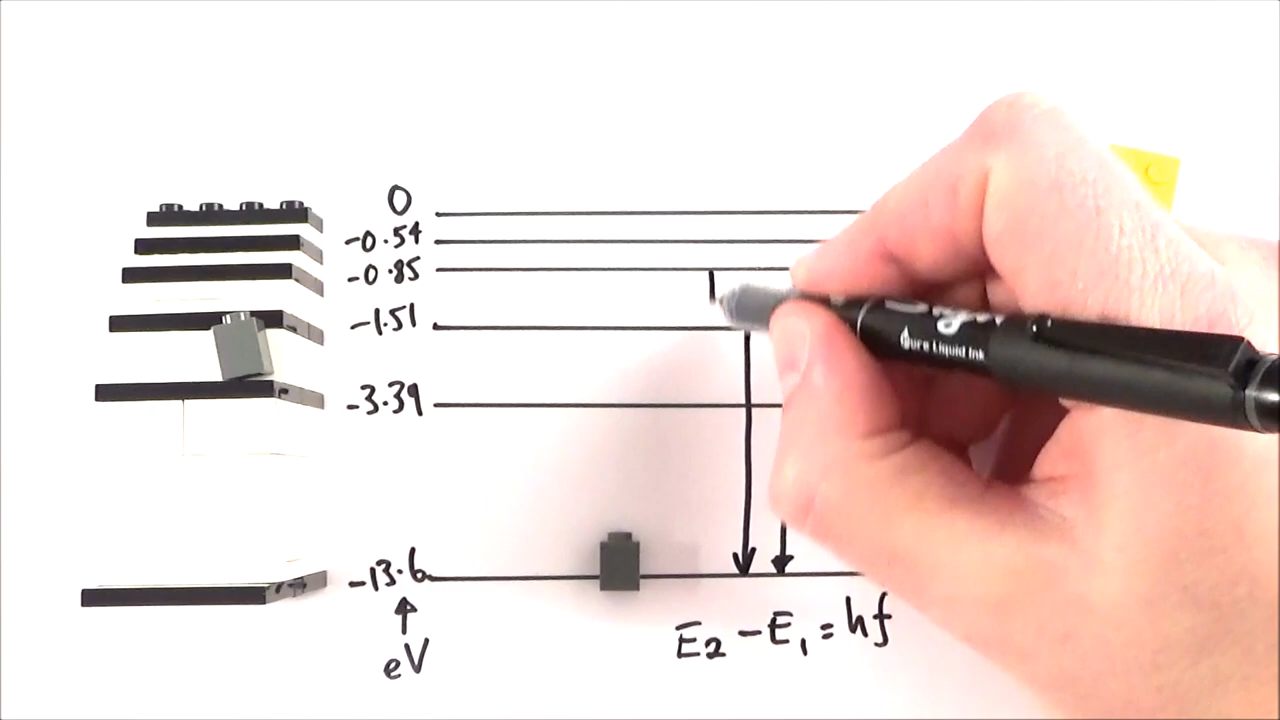 0
-0.54
-0.85
-1.51
-3.39
-13.6
eV
E₂ - E₁ = hf
Pure Liquid Ink